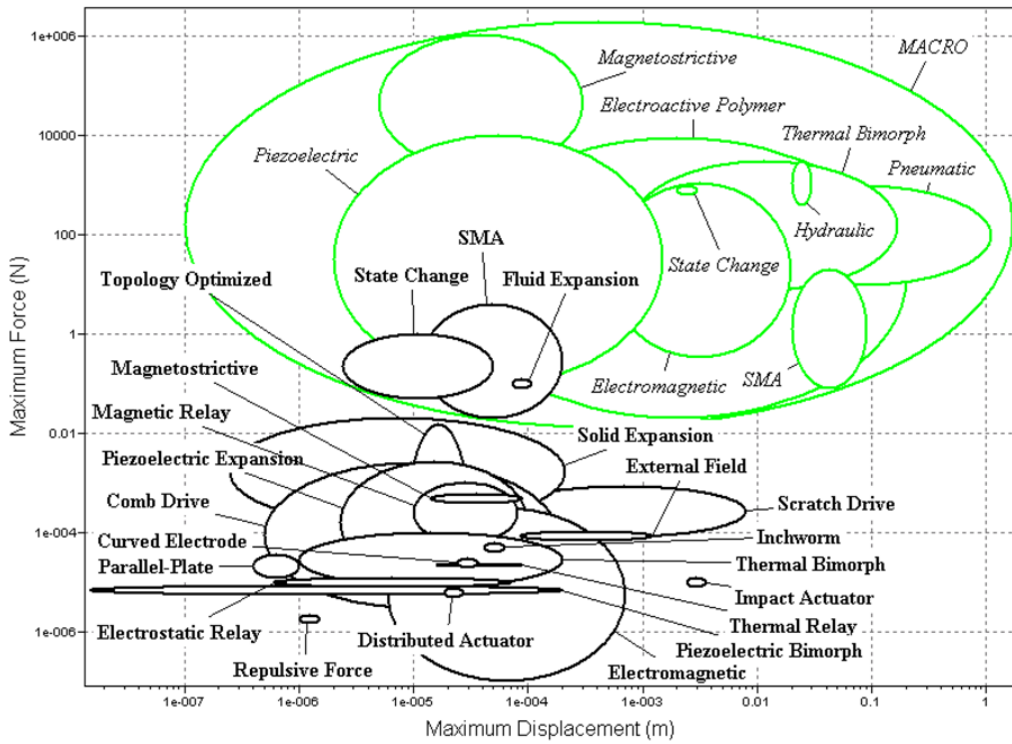 1e+006
Magnetostrictive
MACRO
Electroactive Polymer
10000
Thermal Bimorph
Piezoelectric
Pneumatic
100
SMA
Hydraulic
Topology Optimized
State Change
Fluid Expansion
State Change
1
Magnetostrictive
Electromagnetic
SMA
Magnetic Relay
0.01
Solid Expansion
Piezoelectric Expansion
External Field
Comb Drive
Scratch Drive
1e-004
Curved Electrode
Inchworm
Parallel-Plate
Thermal Bimorph
Impact Actuator
1e-006
Electrostatic Relay
Distributed Actuator
Thermal Relay
Repulsive Force
Piezoelectric Bimorph
Electromagnetic
1e-007
1e-006
1e-005
1e-004
1e-003
0.01
0.1
1
Maximum Displacement (m)
Maximum Force (N)